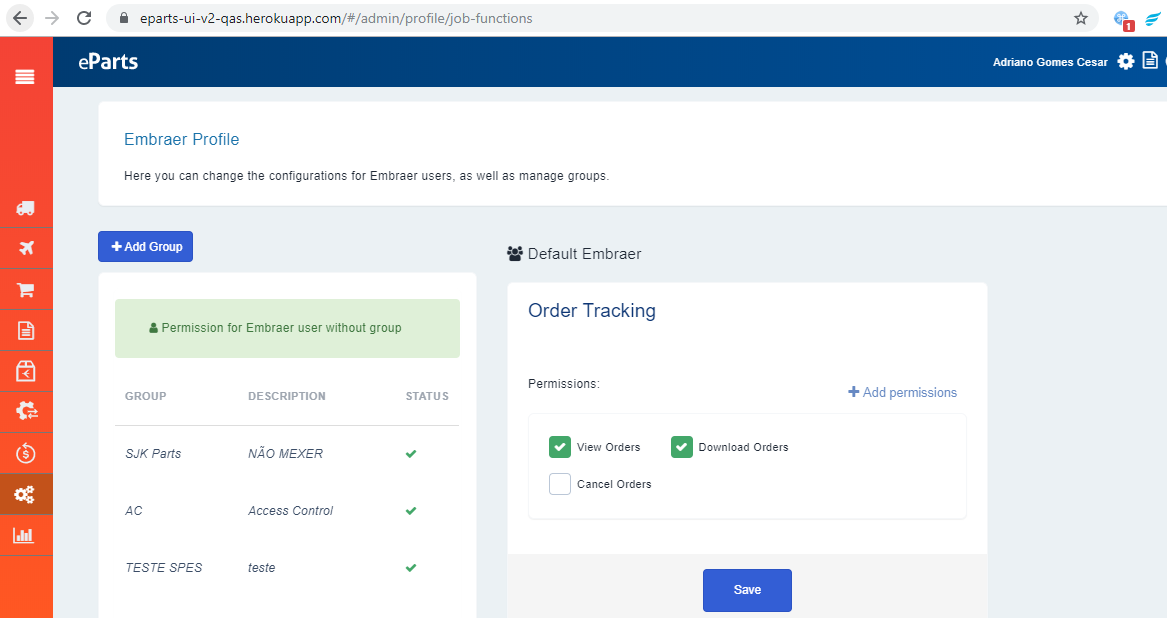 eparts-ui-v2-qas.herokuapp.com/#/admin/profile/job-functions
1
eParts
Adriano Gomes Cesar
Embraer Profile
Here you can change the configurations for Embraer users, as well as manage groups.
Add Group
Permission for Embraer user without group
GROUP DESCRIPTION STATUS
SJK Parts NÃO MEXER
AC Access Control
TESTE SPES teste
Default Embraer
Order Tracking
Permissions:
Add permissions
View Orders Download Orders
Cancel Orders
Save